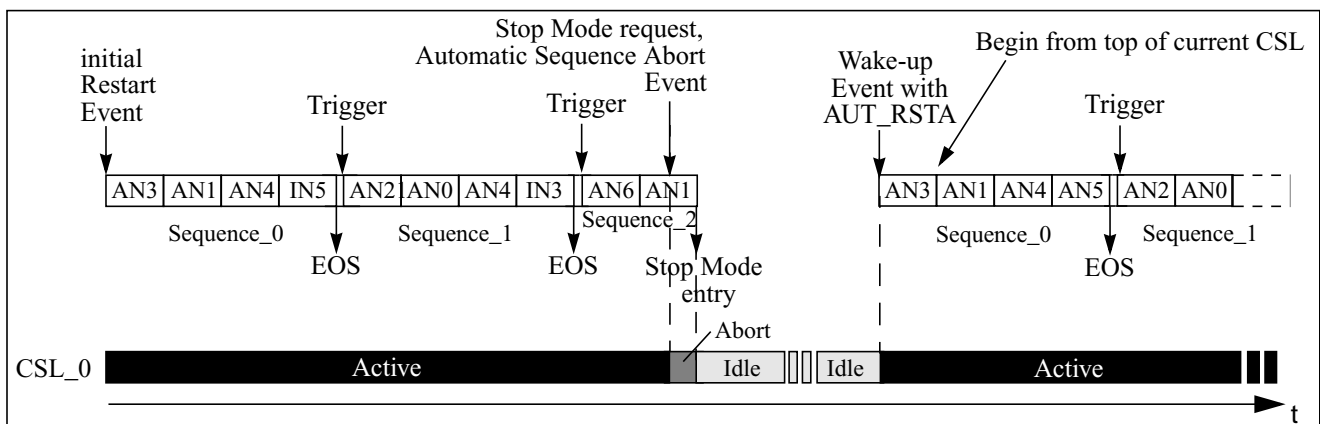 Stop Mode request,
Automatic Sequence Abort
Event
initial
Restart
Event
Trigger
Trigger
Wake-up
Event with
AUT_RSTA
Begin from top of current CSL
Trigger
AN3 AN1 AN4 IN5 AN2 AN0 AN4 IN3 AN6 AN1
AN3 AN1 AN4 AN5 AN2 AN0
Sequence_0
Sequence_1
Sequence_2
Sequence_0
Sequence_1
EOS
EOS
Stop Mode
entry
EOS
Abort
CSL_0
Active
Idle
Idle
Active
t